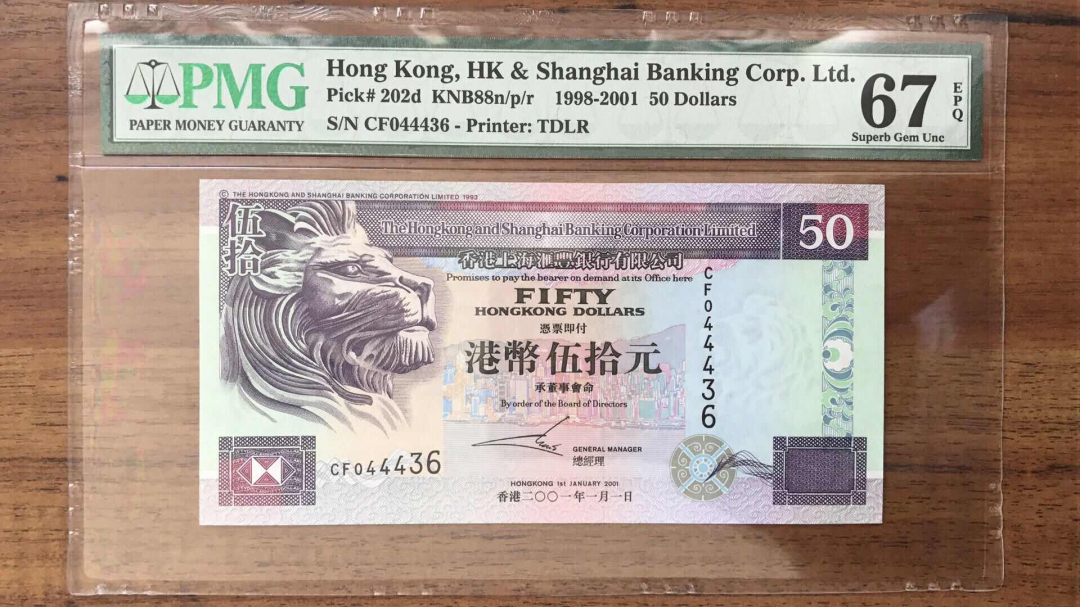 PMG
PAPER MONEY GUARANTY
Hong Kong, HK & Shanghai Banking Corp. Ltd.
Pick# 202d KNB88n/p/r 1998-2001 50 Dollars
S/N CF044436 - Printer: TDLR
67
EPQ
Superb Gem Unc
© THE HONGKONG AND SHANGHAI BANKING CORPORATION LIMITED 1993
伍拾
The Hongkong and Shanghai Banking Corporation Limited
50
香港上海滙豐銀行有限公司
Promises to pay the bearer on demand at its Office here
FIFTY
HONGKONG DOLLARS
憑票即付
港幣伍拾元
承董事會命
By order of the Board of Directors
CF044436
GENERAL MANAGER
總經理
CF044436
HONGKONG 1st JANUARY 2001
香港二〇〇一年一月一日